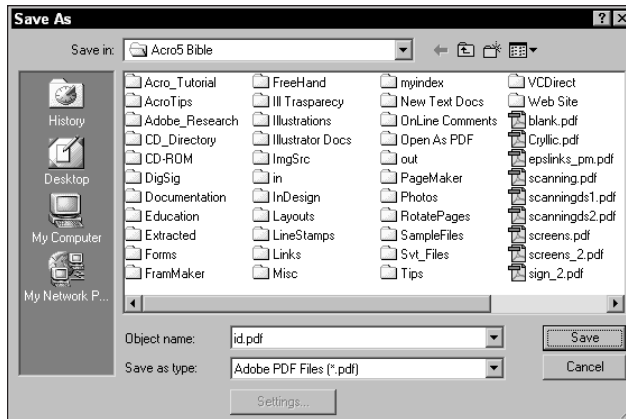 Save As
Save in:
Acro5 Bible
History
Desktop
My Computer
My Network P...
Acro_Tutorial
AcroTips
Adobe_Research
CD_Directory
CD-ROM
DigSig
Documentation
Education
Extracted
Forms
FramMaker
FreeHand
Ill Trasparecy
Illustrations
Illustrator Docs
ImgSrc
in
InDesign
Layouts
LineStamps
Links
Misc
myindex
New Text Docs
OnLine Comments
Open As PDF
out
PageMaker
Photos
RotatePages
SampleFiles
Svt_Files
Tips
VCDirect
Web Site
blank.pdf
Cryllic.pdf
epslinks_pm.pdf
scanning.pdf
scanningds1.pdf
scanningds2.pdf
screens.pdf
screens_2.pdf
sign_2.pdf
Object name:
id.pdf
Save
Save as type:
Adobe PDF Files (*.pdf)
Cancel
Settings...